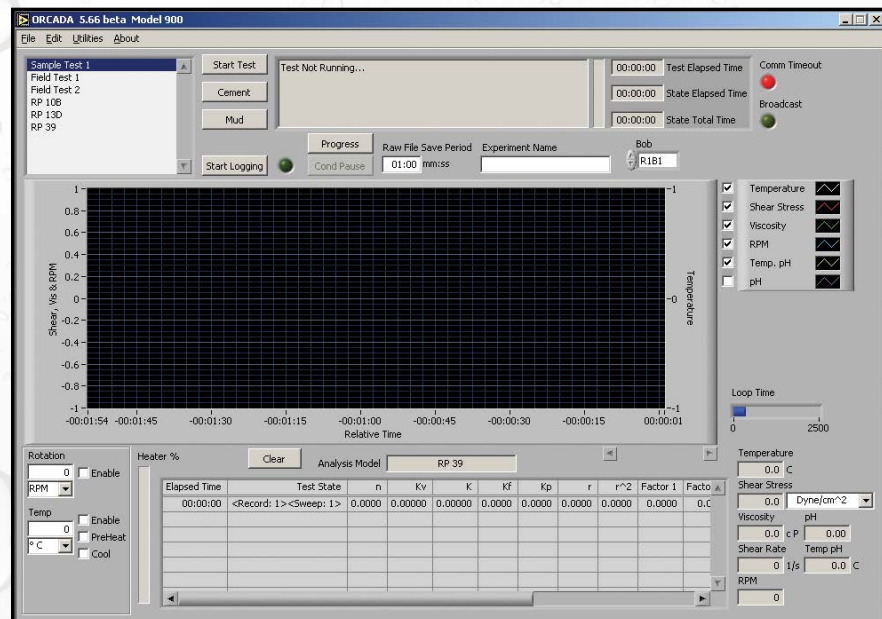 ORCADA 5.66 beta Model 900
File Edit Utilities About
Sample Test 1
Field Test 1
Field Test 2
RP 10B
RP 13D
RP 39
Start Test
Cement
Mud
Start Logging
Test Not Running...
00:00:00 Test Elapsed Time
00:00:00 State Elapsed Time
00:00:00 State Total Time
Comm Timeout
Broadcast
Progress
Cond Pause
Raw File Save Period
01:00 mm:ss
Experiment Name
Bob
R1B1
Shear, Vis & RPM
1
0.8
0.6
0.4
0.2
0
-0.2
-0.4
-0.6
-0.8
-1
1
0
-1
Temperature
-00:01:54 -00:01:45 -00:01:30 -00:01:15 -00:01:00 -00:00:45 -00:00:30 -00:00:15 00:00:01
Relative Time
Temperature
Shear Stress
Viscosity
RPM
Temp. pH
pH
Loop Time
0 2500
Rotation
0 Enable
RPM
Temp
0 Enable
° C PreHeat
Cool
Heater %
Clear
Analysis Model RP 39
Elapsed Time Test State n Kv K Kf Kp r r^2 Factor 1 Facto
00:00:00 <Record: 1><Sweep: 1> 0.0000 0.00000 0.0000 0.0000 0.0000 0.0000 0.0000 0.0000 0.0
Temperature
0.0 C
Shear Stress
0.0 Dyne/cm^2
Viscosity pH
0.0 c P 0.00
Shear Rate Temp pH
0 1/s 0.0 C
RPM
0